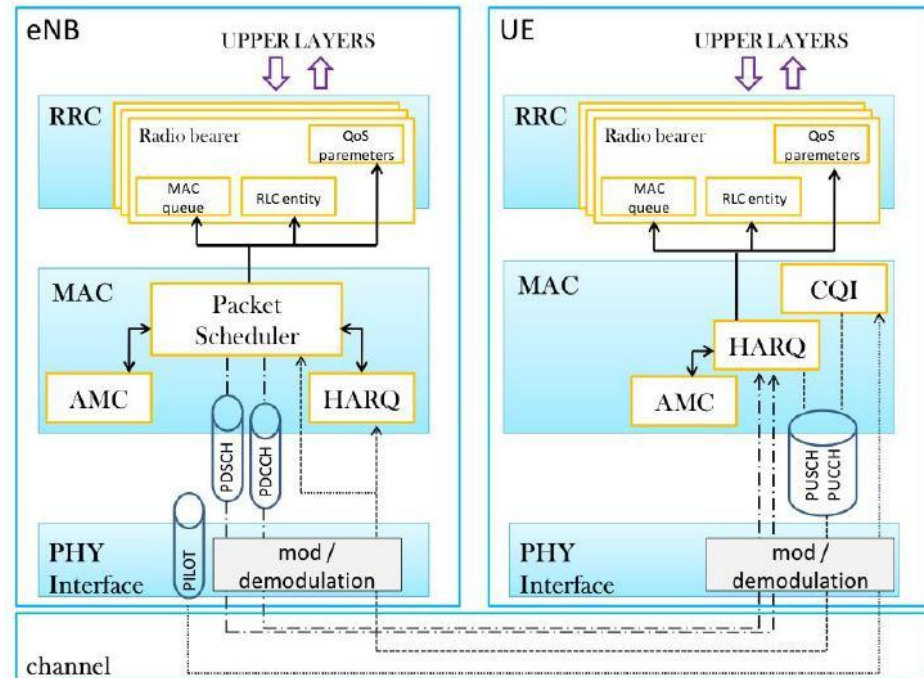 eNB
UPPER LAYERS
RRC
Radio bearer
QoS
paremeters
MAC
queue
RLC entity
MAC
Packet
Scheduler
AMC
HARQ
PDSCH
PDCCH
PILOT
PHY
Interface
mod /
demodulation
UE
UPPER LAYERS
RRC
Radio bearer
QoS
paremeters
MAC
queue
RLC entity
MAC
CQI
HARQ
AMC
PUSCH
PUCCH
PHY
Interface
mod /
demodulation
channel